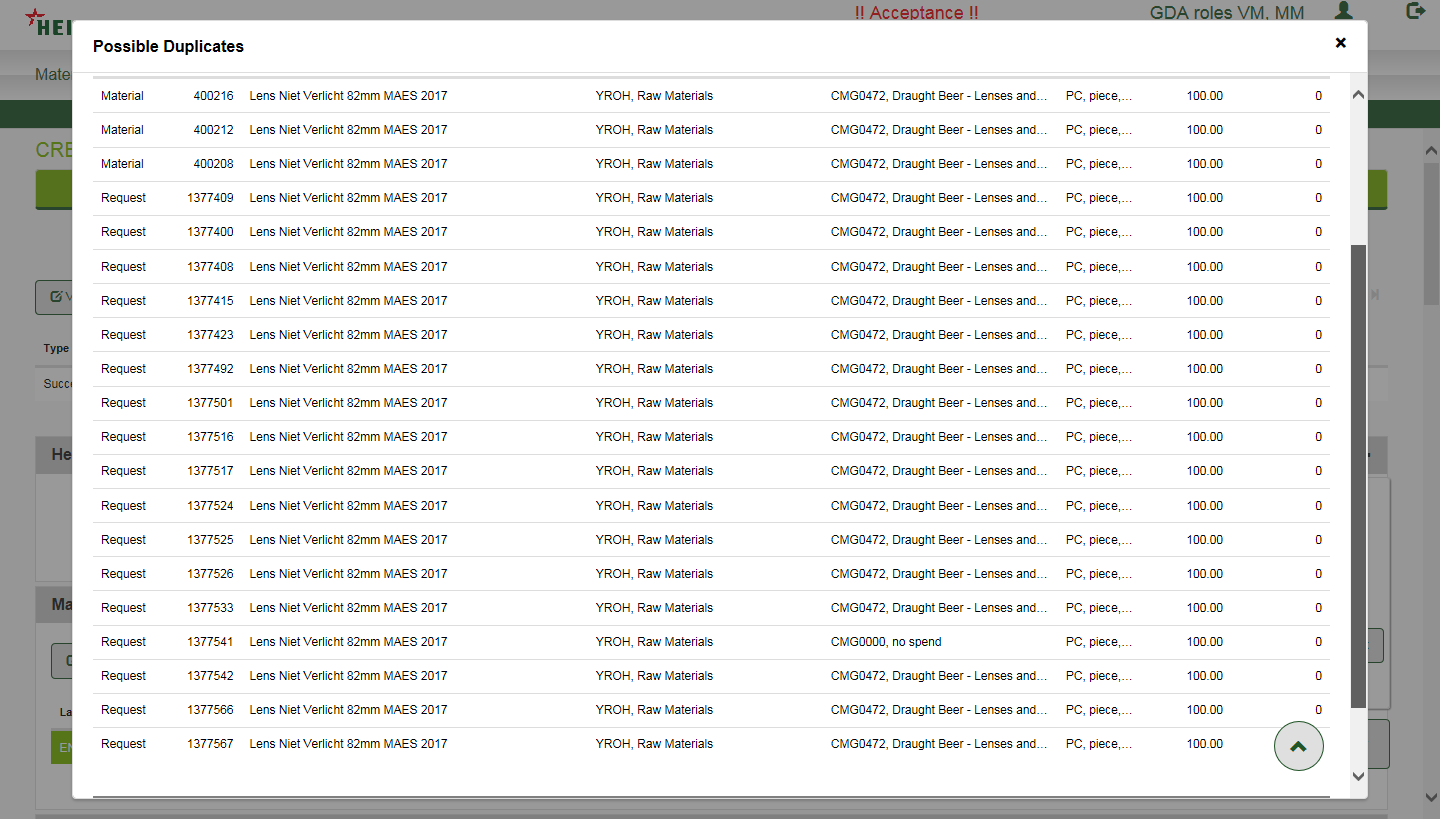 HEI
!! Acceptance !!
GDA roles VM, MM
Possible Duplicates
Mate
Material 400216 Lens Niet Verlicht 82mm MAES 2017 YROH, Raw Materials CMG0472, Draught Beer - Lenses and... PC, piece,... 100.00 0
Material 400212 Lens Niet Verlicht 82mm MAES 2017 YROH, Raw Materials CMG0472, Draught Beer - Lenses and... PC, piece,... 100.00 0
CRE
Material 400208 Lens Niet Verlicht 82mm MAES 2017 YROH, Raw Materials CMG0472, Draught Beer - Lenses and... PC, piece,... 100.00 0
Request 1377409 Lens Niet Verlicht 82mm MAES 2017 YROH, Raw Materials CMG0472, Draught Beer - Lenses and... PC, piece,... 100.00 0
Request 1377400 Lens Niet Verlicht 82mm MAES 2017 YROH, Raw Materials CMG0472, Draught Beer - Lenses and... PC, piece,... 100.00 0
Request 1377408 Lens Niet Verlicht 82mm MAES 2017 YROH, Raw Materials CMG0472, Draught Beer - Lenses and... PC, piece,... 100.00 0
V
Request 1377415 Lens Niet Verlicht 82mm MAES 2017 YROH, Raw Materials CMG0472, Draught Beer - Lenses and... PC, piece,... 100.00 0
Request 1377423 Lens Niet Verlicht 82mm MAES 2017 YROH, Raw Materials CMG0472, Draught Beer - Lenses and... PC, piece,... 100.00 0
Type
Request 1377492 Lens Niet Verlicht 82mm MAES 2017 YROH, Raw Materials CMG0472, Draught Beer - Lenses and... PC, piece,... 100.00 0
Succe
Request 1377501 Lens Niet Verlicht 82mm MAES 2017 YROH, Raw Materials CMG0472, Draught Beer - Lenses and... PC, piece,... 100.00 0
Request 1377516 Lens Niet Verlicht 82mm MAES 2017 YROH, Raw Materials CMG0472, Draught Beer - Lenses and... PC, piece,... 100.00 0
He
Request 1377517 Lens Niet Verlicht 82mm MAES 2017 YROH, Raw Materials CMG0472, Draught Beer - Lenses and... PC, piece,... 100.00 0
Request 1377524 Lens Niet Verlicht 82mm MAES 2017 YROH, Raw Materials CMG0472, Draught Beer - Lenses and... PC, piece,... 100.00 0
Request 1377525 Lens Niet Verlicht 82mm MAES 2017 YROH, Raw Materials CMG0472, Draught Beer - Lenses and... PC, piece,... 100.00 0
Request 1377526 Lens Niet Verlicht 82mm MAES 2017 YROH, Raw Materials CMG0472, Draught Beer - Lenses and... PC, piece,... 100.00 0
Ma
Request 1377533 Lens Niet Verlicht 82mm MAES 2017 YROH, Raw Materials CMG0472, Draught Beer - Lenses and... PC, piece,... 100.00 0
Request 1377541 Lens Niet Verlicht 82mm MAES 2017 YROH, Raw Materials CMG0000, no spend PC, piece,... 100.00 0
Request 1377542 Lens Niet Verlicht 82mm MAES 2017 YROH, Raw Materials CMG0472, Draught Beer - Lenses and... PC, piece,... 100.00 0
La
Request 1377566 Lens Niet Verlicht 82mm MAES 2017 YROH, Raw Materials CMG0472, Draught Beer - Lenses and... PC, piece,... 100.00 0
EN
Request 1377567 Lens Niet Verlicht 82mm MAES 2017 YROH, Raw Materials CMG0472, Draught Beer - Lenses and... PC, piece,... 100.00